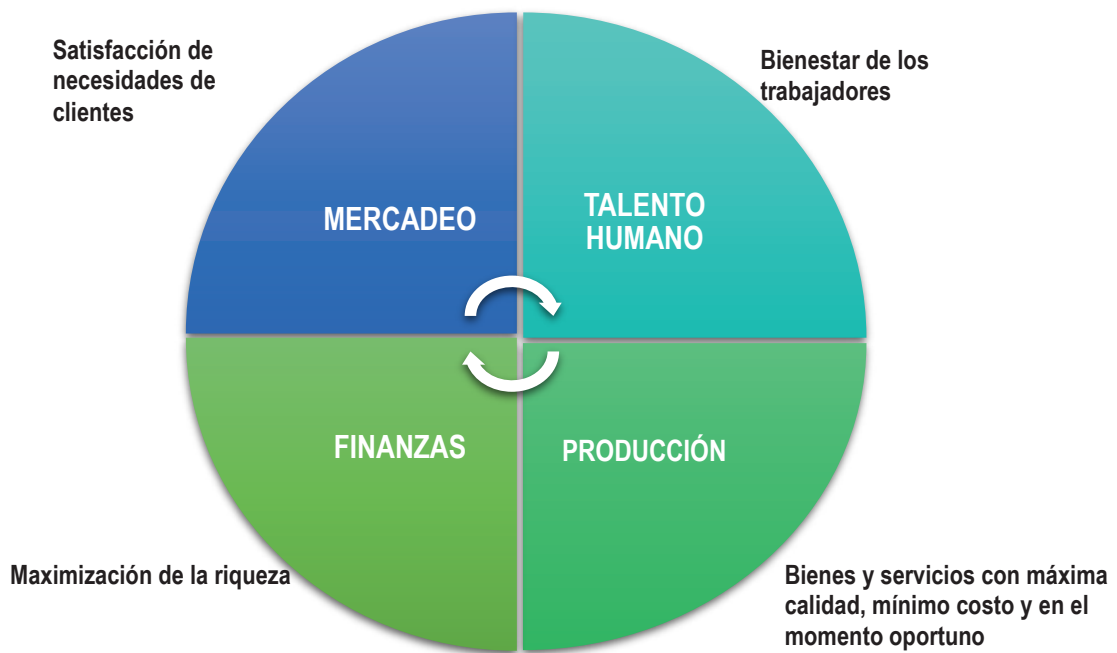 Satisfacción de
necesidades de
clientes
Bienestar de los
trabajadores
MERCADEO
TALENTO
HUMANO
FINANZAS
PRODUCCIÓN
Maximización de la riqueza
Bienes y servicios con máxima
calidad, mínimo costo y en el
momento oportuno